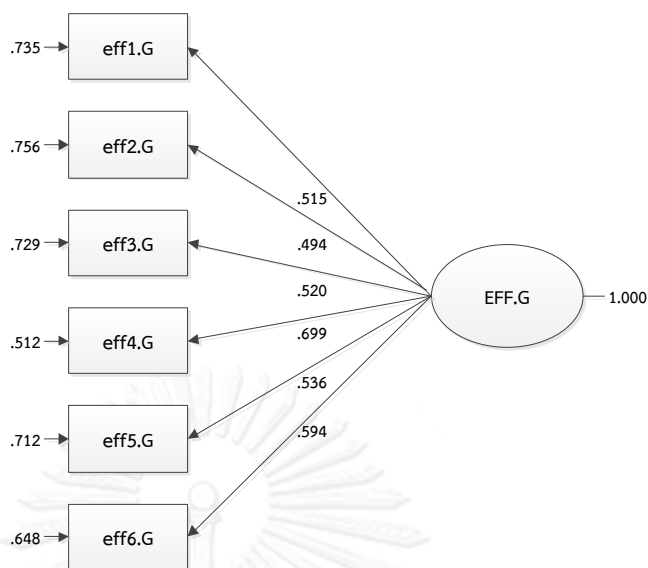 .735
eff1.G
.756
eff2.G
.515
.729
eff3.G
.494
.520
EFF.G
1.000
.512
eff4.G
.699
.536
.712
eff5.G
.594
.648
eff6.G